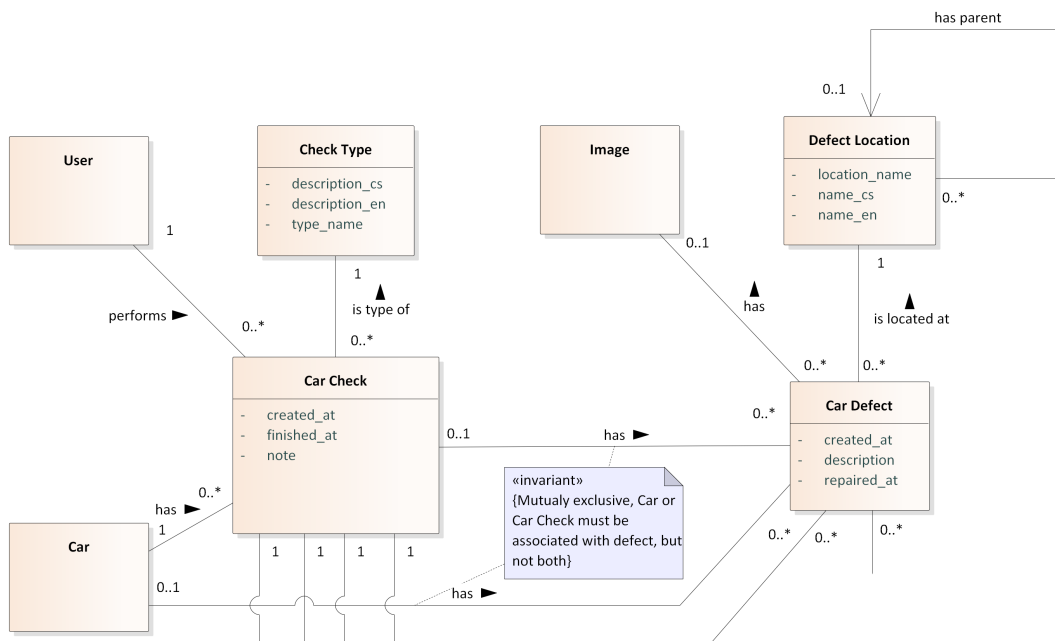 has parent
0..1
User
Check Type
- description_cs
- description_en
- type_name
Image
Defect Location
- location_name
- name_cs
- name_en
0..*
1
0..1
1
1
is type of
has
is located at
performs
0..*
0..*
0..*
0..*
Car Check
- created_at
- finished_at
- note
Car Defect
- created_at
- description
- repaired_at
0..*
0..1
has
«invariant»
{Mutualy exclusive, Car or
Car Check must be
associated with defect, but
not both}
0..*
has
1
Car
0..*
0..*
0..*
1
1
1
1
0..1
has